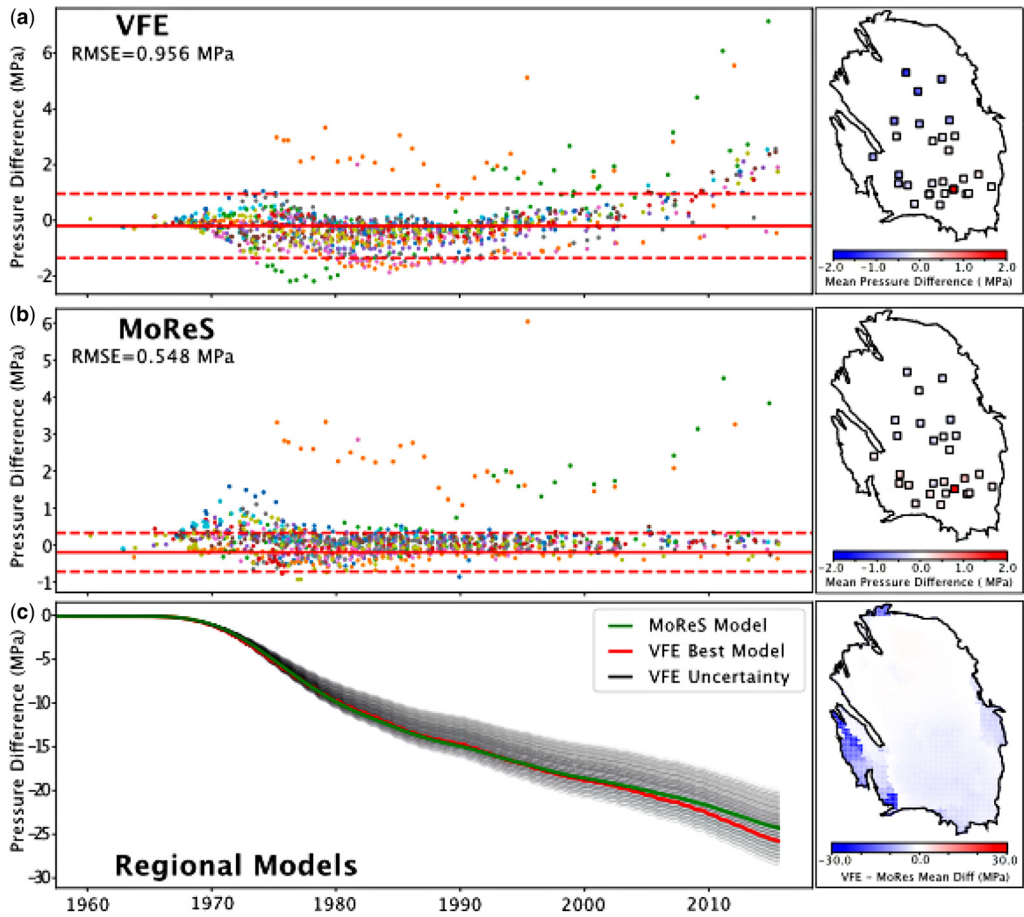 (a)
VFE
RMSE=0.956 MPa
Pressure Difference (MPa)
6
4
2
0
-2
-2.0 -1.0 0.0 1.0 2.0
Mean Pressure Difference ( MPa)
(b)
MoReS
RMSE=0.548 MPa
Pressure Difference (MPa)
6
5
4
3
2
1
0
-1
-2.0 -1.0 0.0 1.0 2.0
Mean Pressure Difference ( MPa)
(c)
Pressure Difference (MPa)
0
-5
-10
-15
-20
-25
-30
MoReS Model
VFE Best Model
VFE Uncertainty
Regional Models
1960 1970 1980 1990 2000 2010
-30.0 0.0 30.0
VFE - MoRes Mean Diff (MPa)